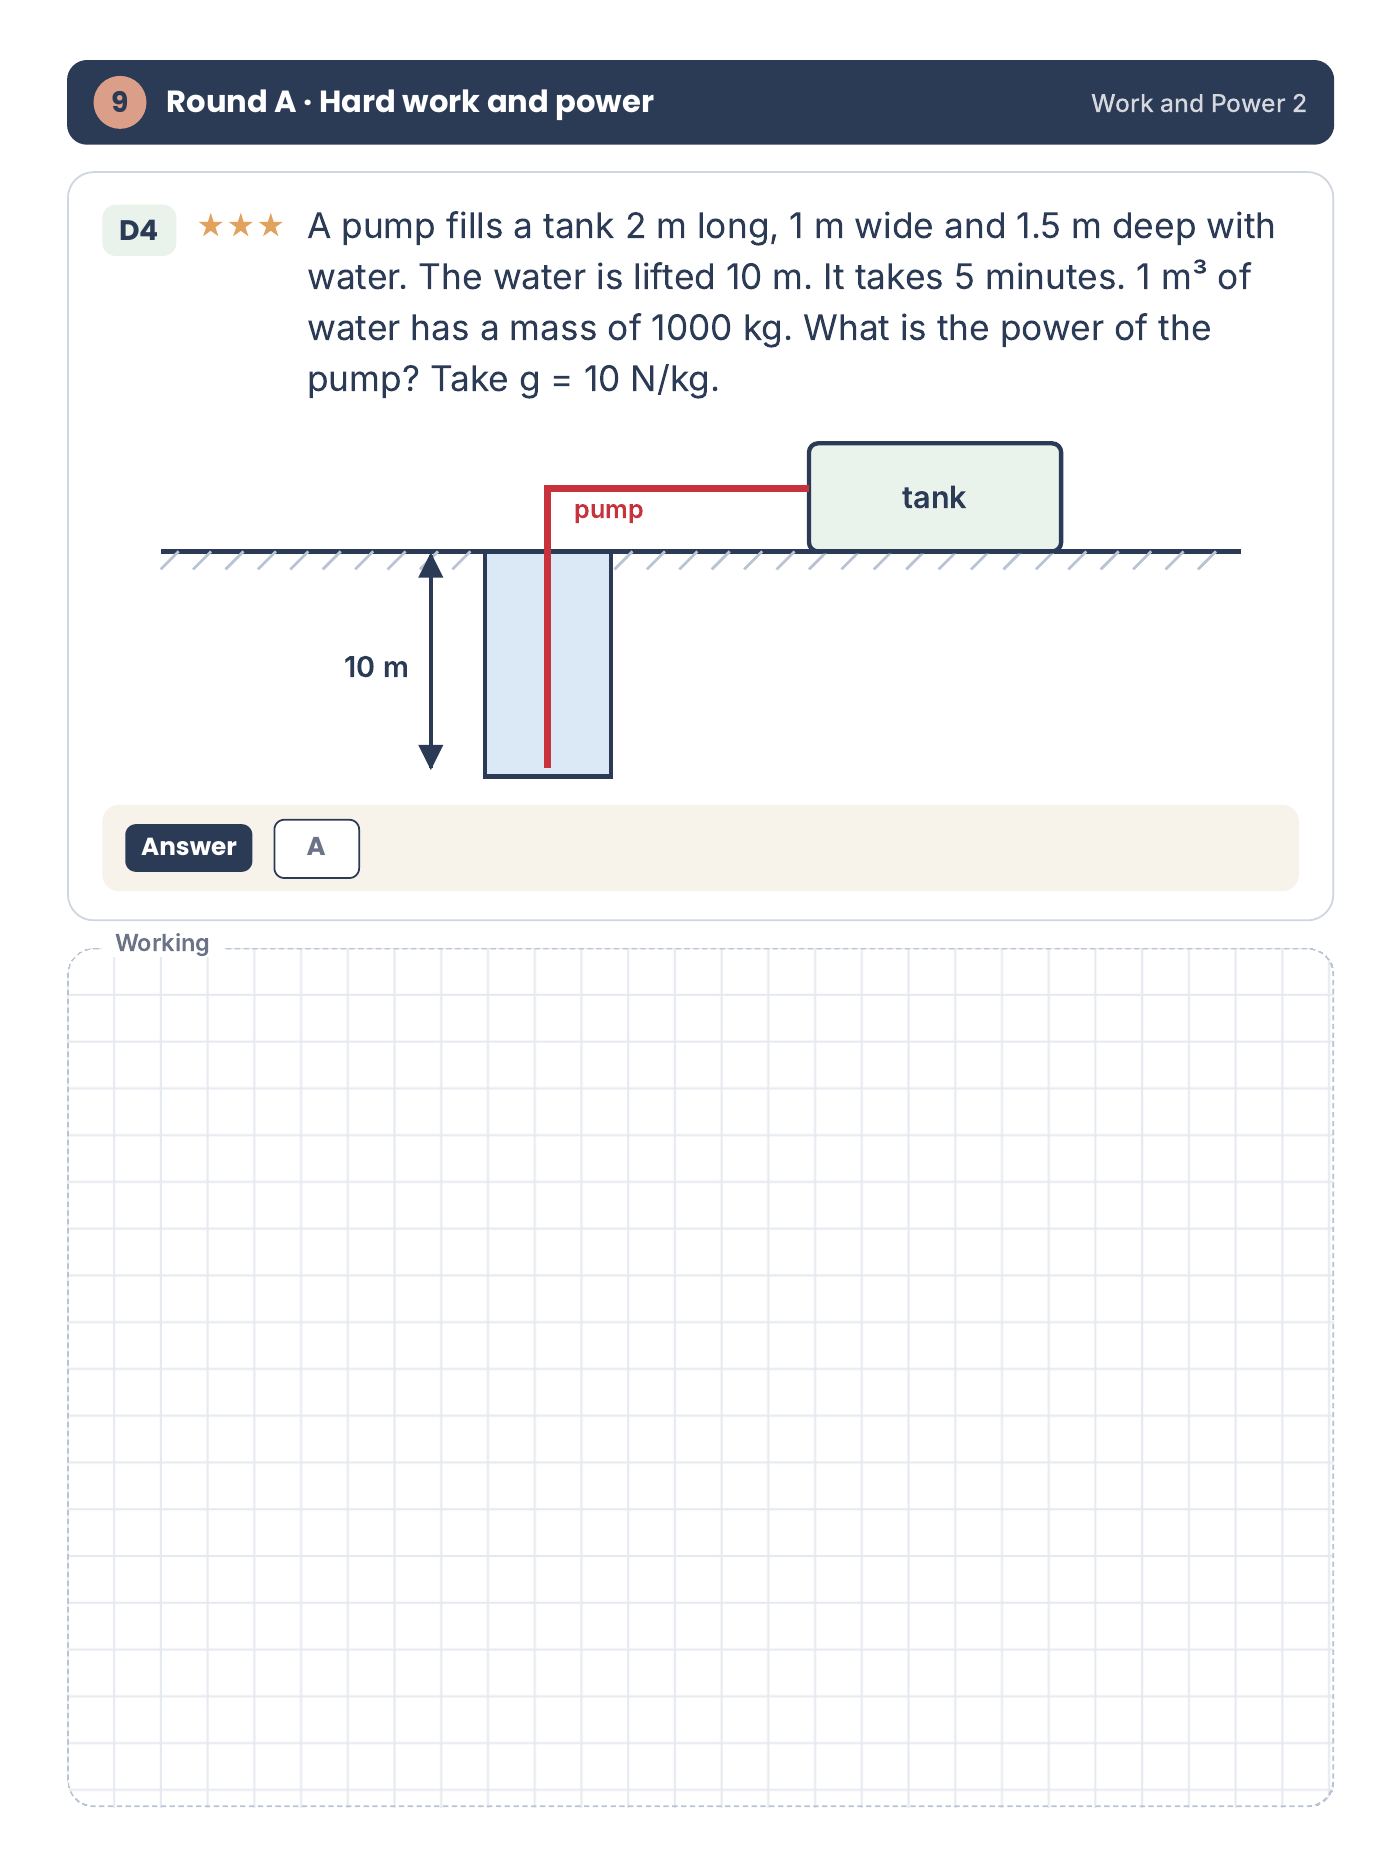 9 Round A · Hard work and power Work and Power 2
D4 ★★★ A pump fills a tank 2 m long, 1 m wide and 1.5 m deep with
water. The water is lifted 10 m. It takes 5 minutes. 1 m³ of
water has a mass of 1000 kg. What is the power of the
pump? Take g = 10 N/kg.
tank
pump
10 m
Answer A
Working